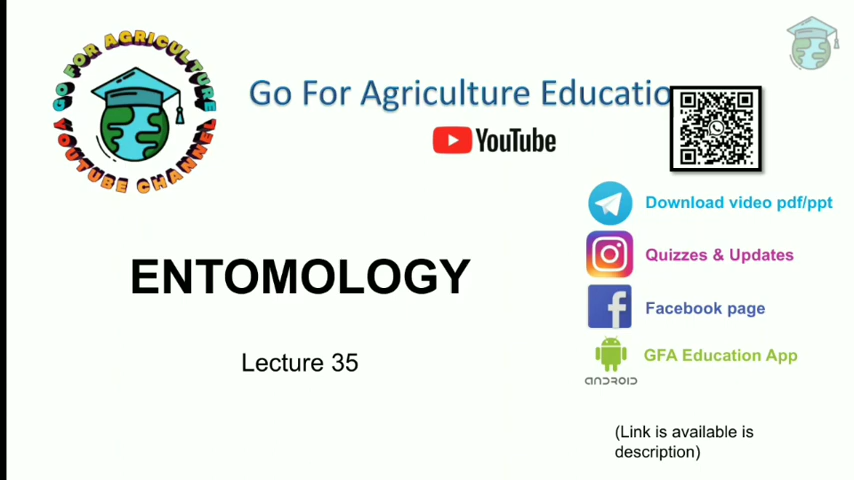 GO FOR AGRICULTURE
YOUTUBE CHANNEL
Go For Agriculture Educatio
YouTube
Download video pdf/ppt
Quizzes & Updates
Facebook page
GFA Education App
ANDROID
ENTOMOLOGY
Lecture 35
(Link is available is
description)